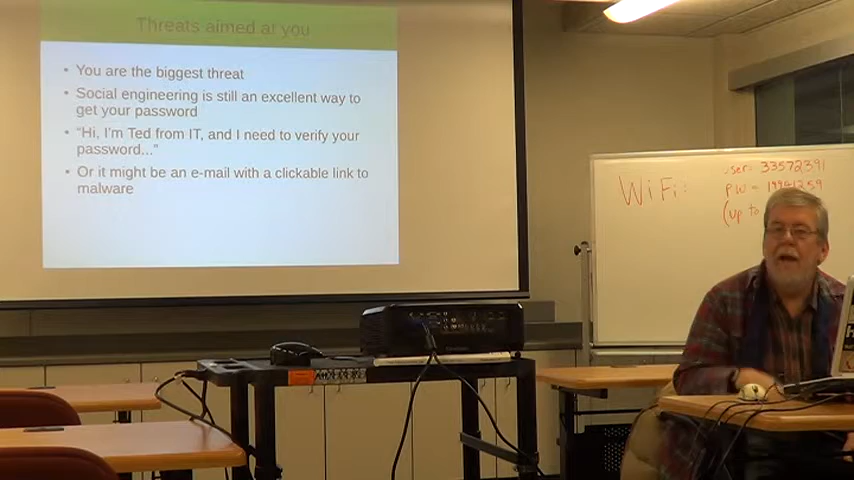 Threats aimed at you
• You are the biggest threat
• Social engineering is still an excellent way to
get your password
• "Hi, I'm Ted from IT, and I need to verify your
password..."
• Or it might be an e-mail with a clickable link to
malware
WiFi:
user= 33572391
PW =
(up to